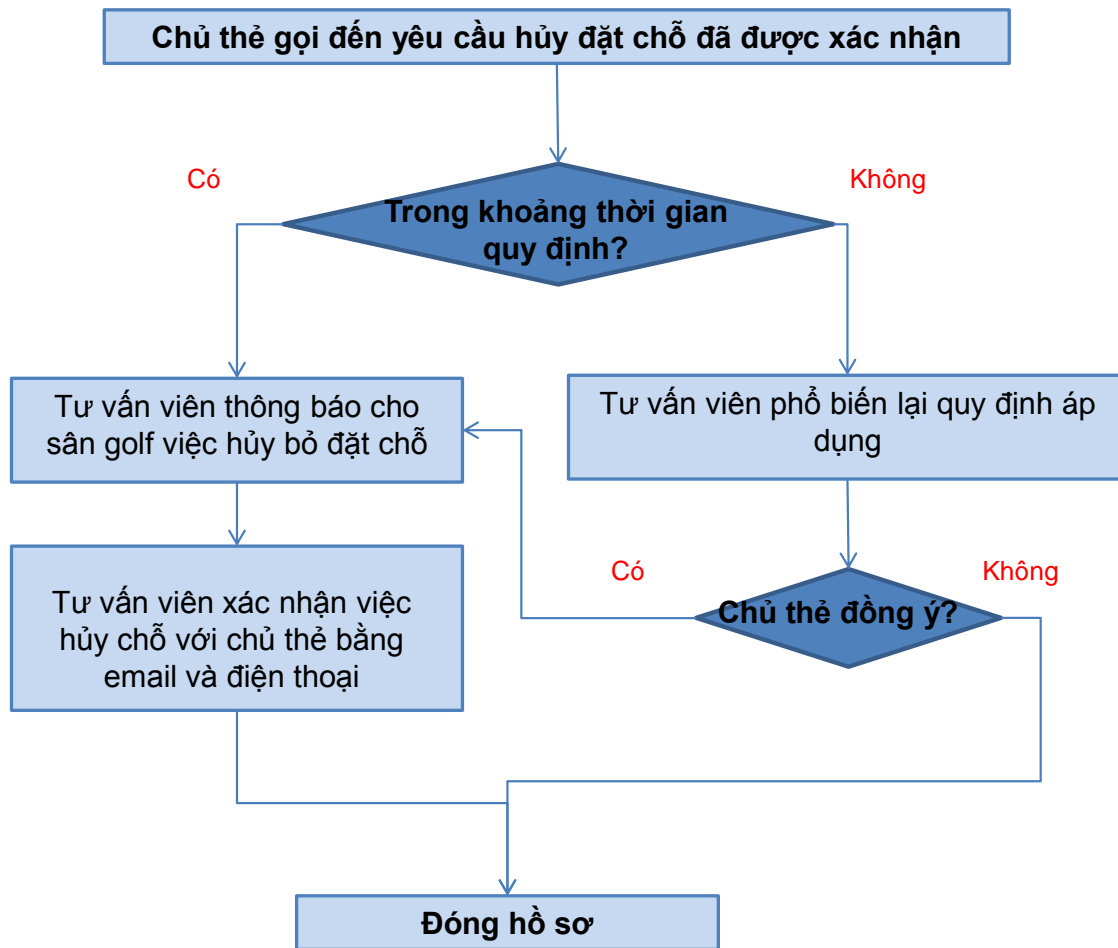 Chủ thẻ gọi đến yêu cầu hủy đặt chỗ đã được xác nhận
Có
Không
Trong khoảng thời gian
quy định?
Tư vấn viên thông báo cho
sân golf việc hủy bỏ đặt chỗ
Tư vấn viên phổ biến lại quy định áp
dụng
Có
Không
Chủ thẻ đồng ý?
Tư vấn viên xác nhận việc
hủy chỗ với chủ thẻ bằng
email và điện thoại
Đóng hồ sơ